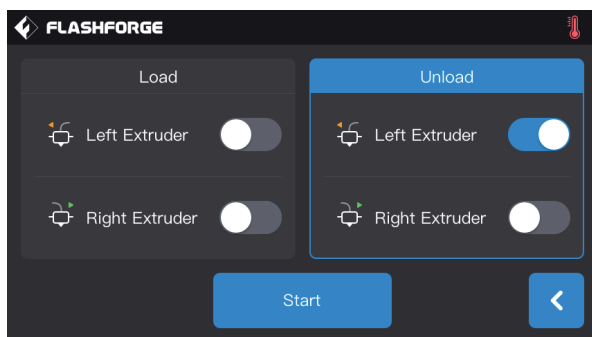 FLASHFORGE
Load
Left Extruder
Right Extruder
Unload
Left Extruder
Right Extruder
Start